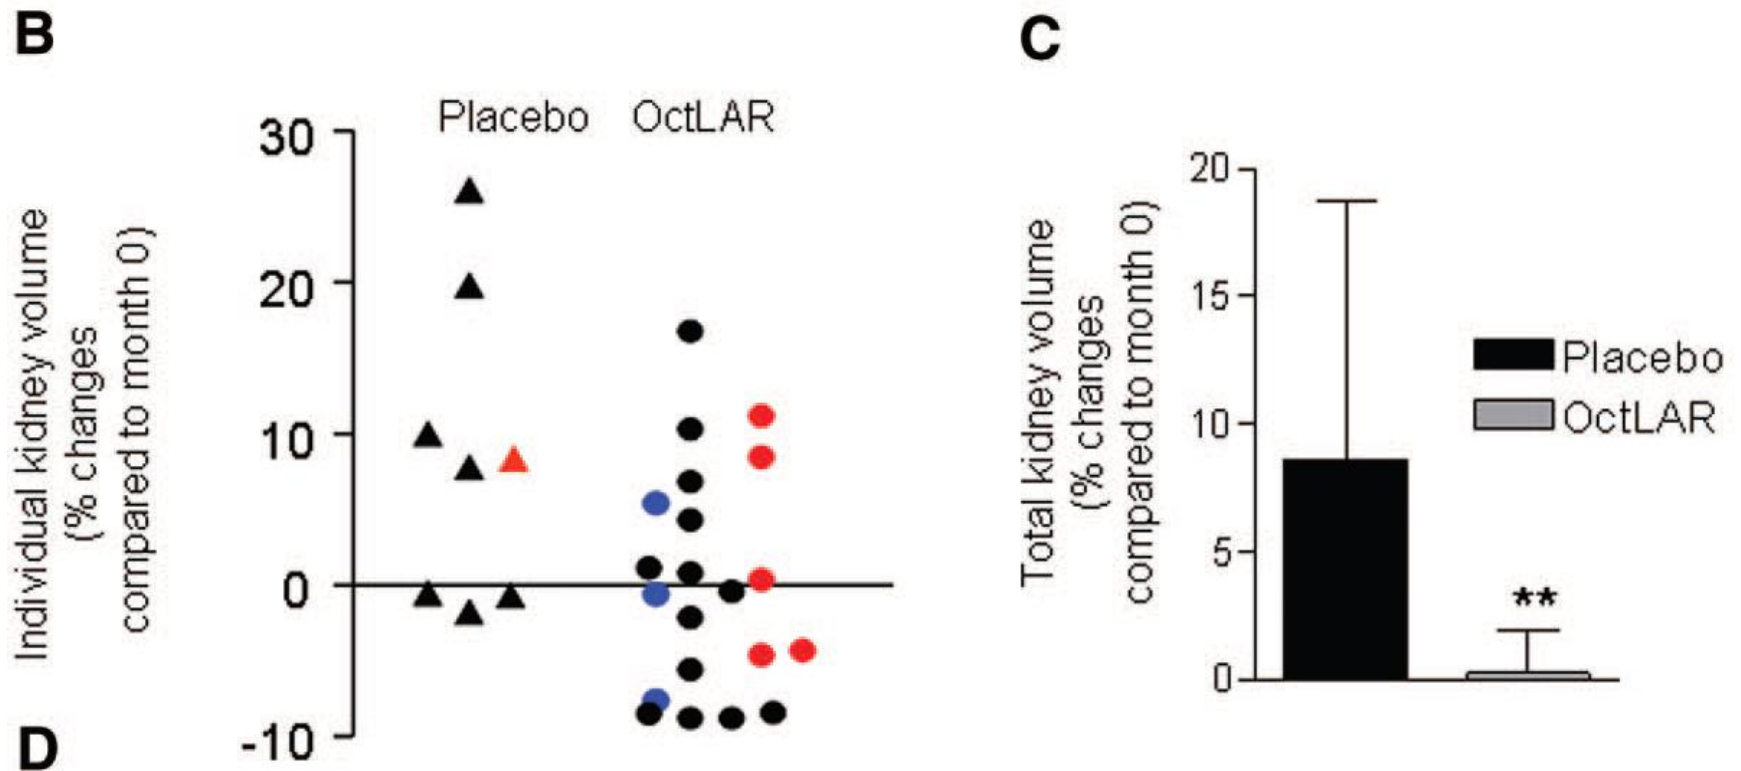 B
Placebo OctLAR
30
20
10
0
-10
Individual kidney volume
(% changes
compared to month 0)
C
20
15
10
5
0
Total kidney volume
(% changes
compared to month 0)
**
Placebo
OctLAR
D